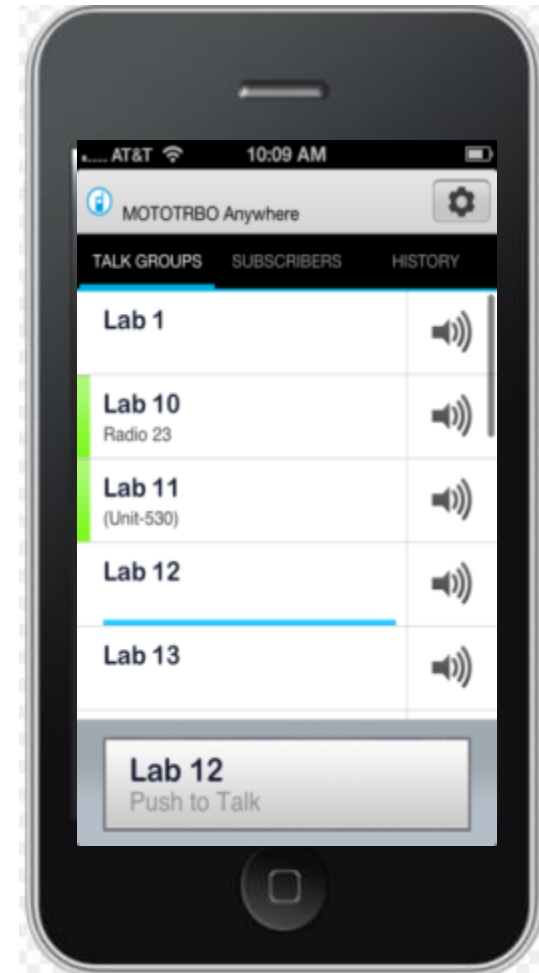 AT&T 10:09 AM
MOTOTRBO Anywhere
TALK GROUPS SUBSCRIBERS HISTORY
Lab 1
Lab 10
Radio 23
Lab 11
(Unit-530)
Lab 12
Lab 13
Lab 12
Push to Talk